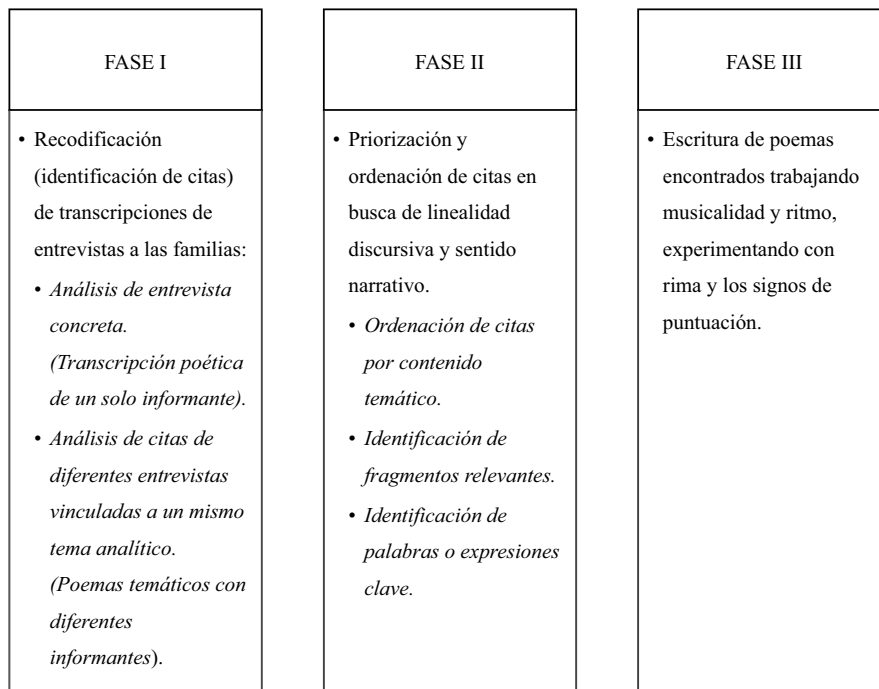 FASE I
• Recodificación
(identificación de citas)
de transcripciones de
entrevistas a las familias:
• Análisis de entrevista
concreta.
(Transcripción poética
de un solo informante).
• Análisis de citas de
diferentes entrevistas
vinculadas a un mismo
tema analítico.
(Poemas temáticos con
diferentes
informantes).
FASE II
• Priorización y
ordenación de citas en
busca de linealidad
discursiva y sentido
narrativo.
• Ordenación de citas
por contenido
temático.
• Identificación de
fragmentos relevantes.
• Identificación de
palabras o expresiones
clave.
FASE III
• Escritura de poemas
encontrados trabajando
musicalidad y ritmo,
experimentando con
rima y los signos de
puntuación.